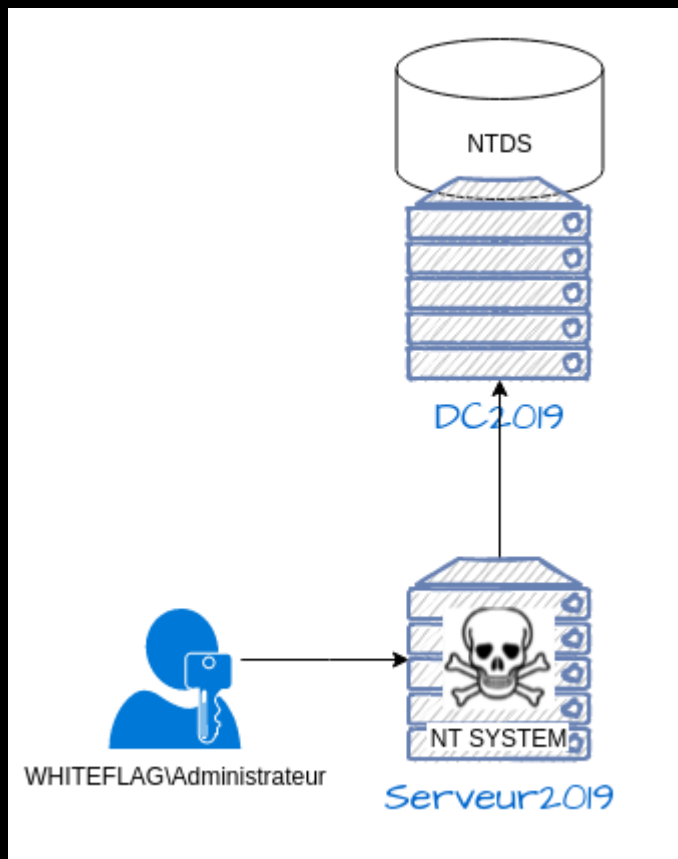 NTDS
DC2019
NT SYSTEM
WHITEFLAG\Administrateur
Serveur2019